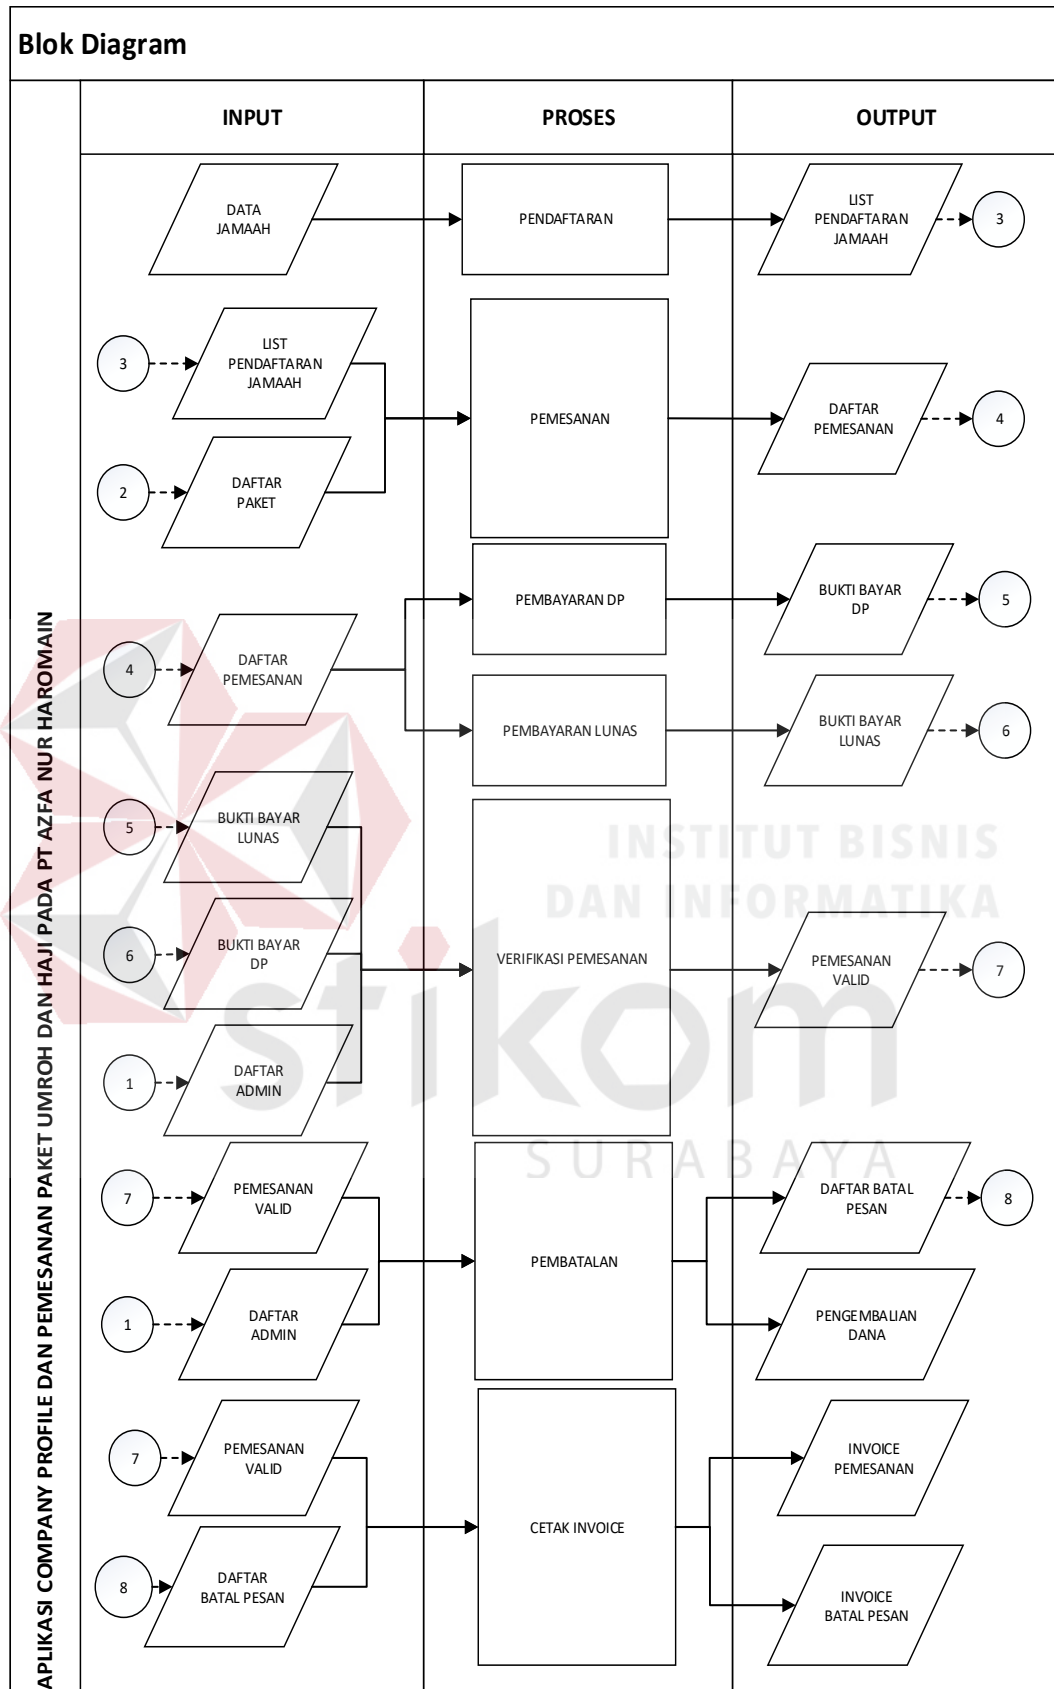 Blok Diagram
APLIKASI COMPANY PROFILE DAN PEMESANAN PAKET UMROH DAN HAJI PADA PT AZFA NUR HAROMAIN
INPUT
PROSES
OUTPUT
DATA
JAMAAH
PENDAFTARAN
LIST
PENDAFTARAN
JAMAAH
3
3
LIST
PENDAFTARAN
JAMAAH
2
DAFTAR
PAKET
PEMESANAN
DAFTAR
PEMESANAN
4
4
DAFTAR
PEMESANAN
PEMBAYARAN DP
BUKTI BAYAR
DP
5
PEMBAYARAN LUNAS
BUKTI BAYAR
LUNAS
6
5
BUKTI BAYAR
LUNAS
6
BUKTI BAYAR
DP
1
DAFTAR
ADMIN
VERIFIKASI PEMESANAN
PEMESANAN
VALID
7
7
PEMESANAN
VALID
1
DAFTAR
ADMIN
PEMBATALAN
DAFTAR BATAL
PESAN
8
PENGEMBALIAN
DANA
7
PEMESANAN
VALID
8
DAFTAR
BATAL PESAN
CETAK INVOICE
INVOICE
PEMESANAN
INVOICE
BATAL PESAN
INSTITUT BISNIS
DAN INFORMATIKA
stikom
SURABAYA